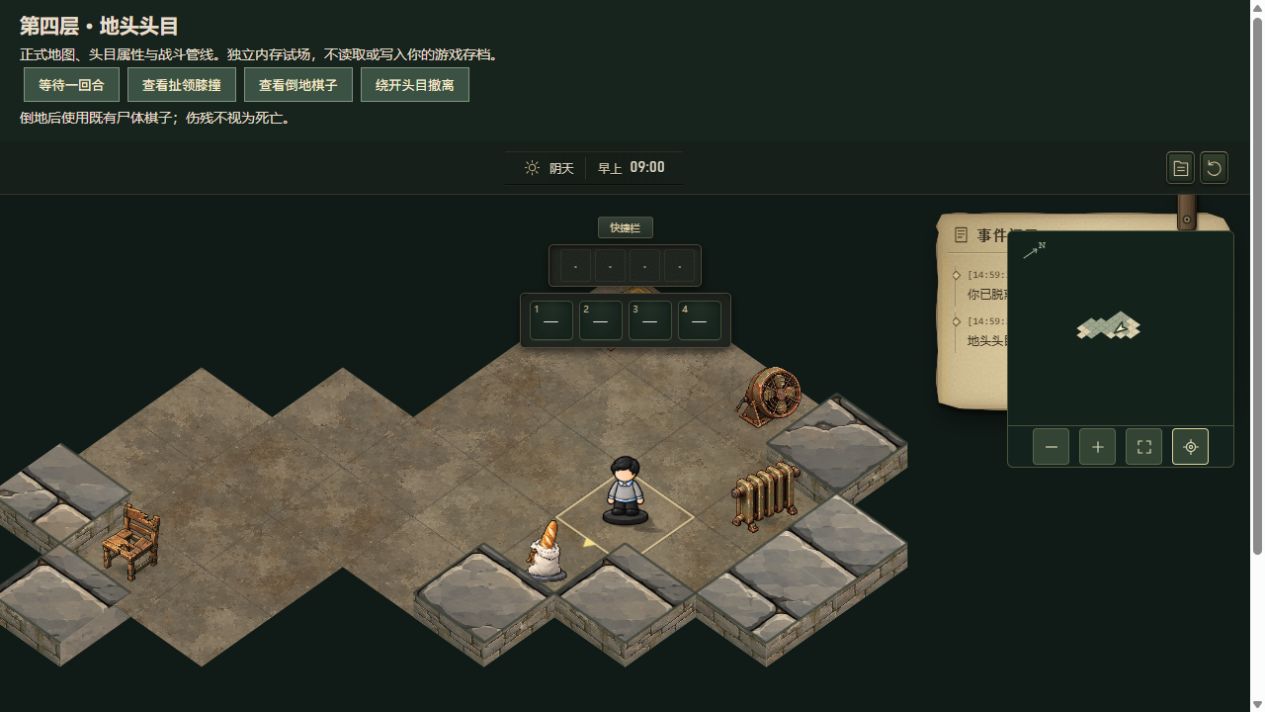 第四层·地头头目
正式地图、头目属性与战斗管线。独立内存试场，不读取或写入你的游戏存档。
等待一回合 查看扯领膝撞 查看倒地棋子 绕开头目撤离
倒地后使用既有尸体棋子；伤残不视为死亡。
阴天 早上 09:00
快捷栏
1 2 3 4
事件
N
[14:59:
你已脱
[14:59:
地头头